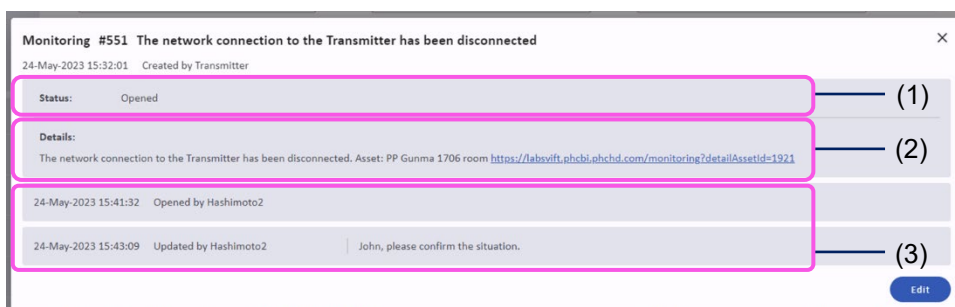 Monitoring #551 The network connection to the Transmitter has been disconnected
24-May-2023 15:32:01 Created by Transmitter
Status: Opened
(1)
Details:
The network connection to the Transmitter has been disconnected. Asset: PP Gunma 1706 room https://labsvift.phcbi.phchd.com/monitoring?detailAssetId=1921
(2)
24-May-2023 15:41:32 Opened by Hashimoto2
24-May-2023 15:43:09 Updated by Hashimoto2 John, please confirm the situation.
(3)
Edit